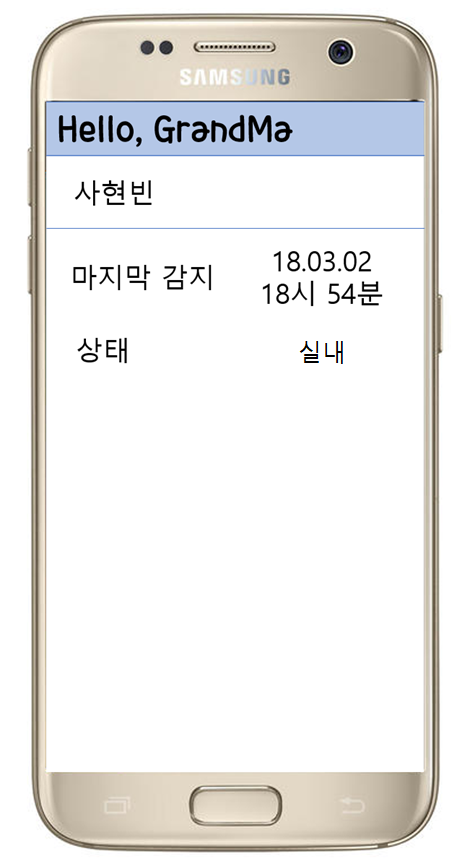 SAMSUNG
Hello, GrandMa
사현빈
마지막 감지
18.03.02
18시 54분
상태
실내